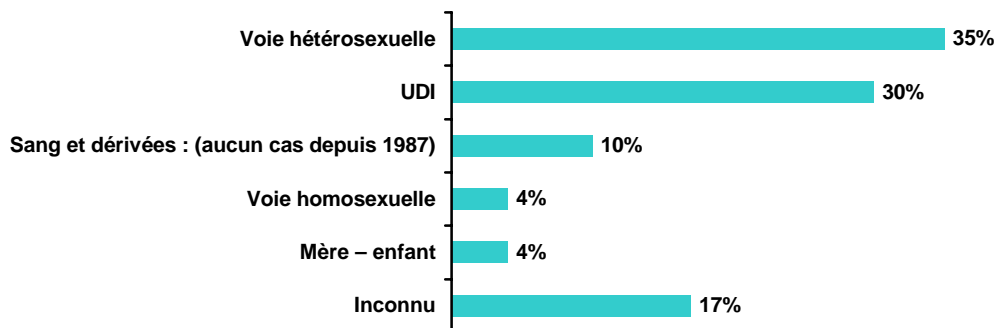 Voie hétérosexuelle 35%
UDI 30%
Sang et dérivées : (aucun cas depuis 1987) 10%
Voie homosexuelle 4%
Mère – enfant 4%
Inconnu 17%